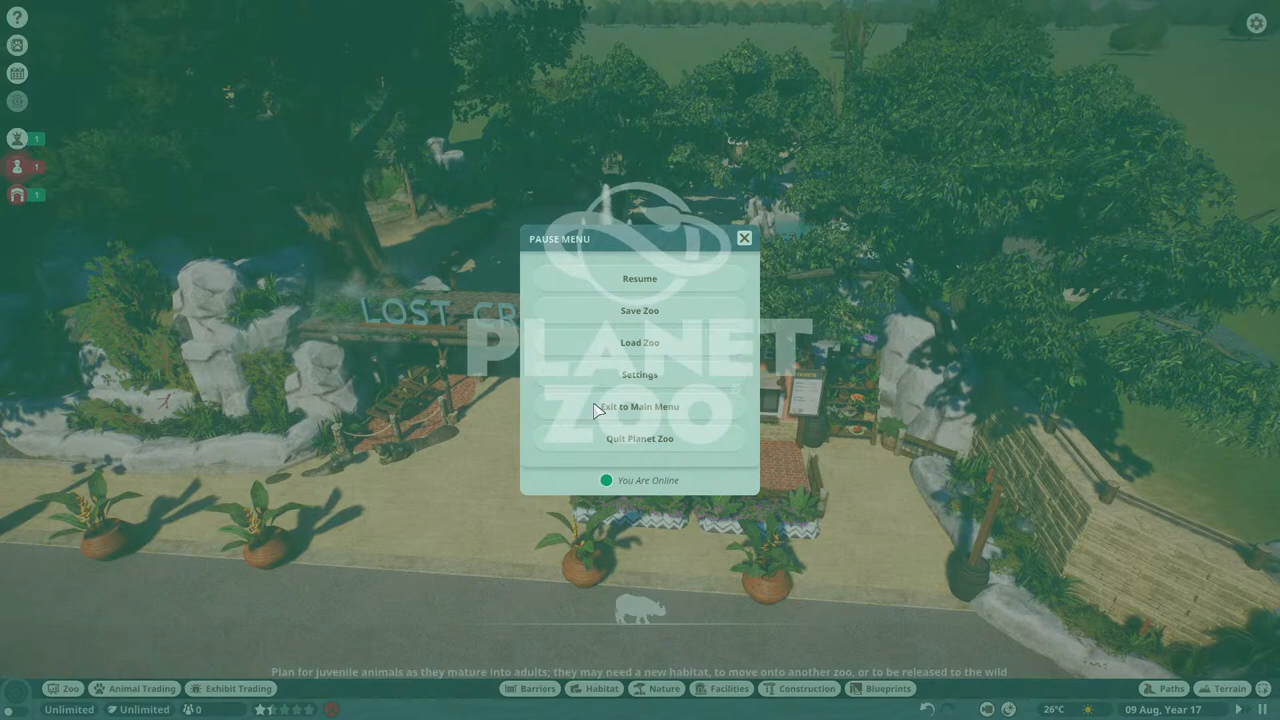 1
1
1
LOST CR
PLANET
ZOO
PAUSE MENU
Resume
Save Zoo
Load Zoo
Settings
Exit to Main Menu
Quit Planet Zoo
You Are Online
Plan for juvenile animals as they mature into adults; they may need a new habitat, to move onto another zoo, or to be released to the wild
Zoo Animal Trading Exhibit Trading Barriers Habitat Nature Facilities Construction Blueprints Paths Terrain
Unlimited Unlimited 0 26°C 09 Aug, Year 17